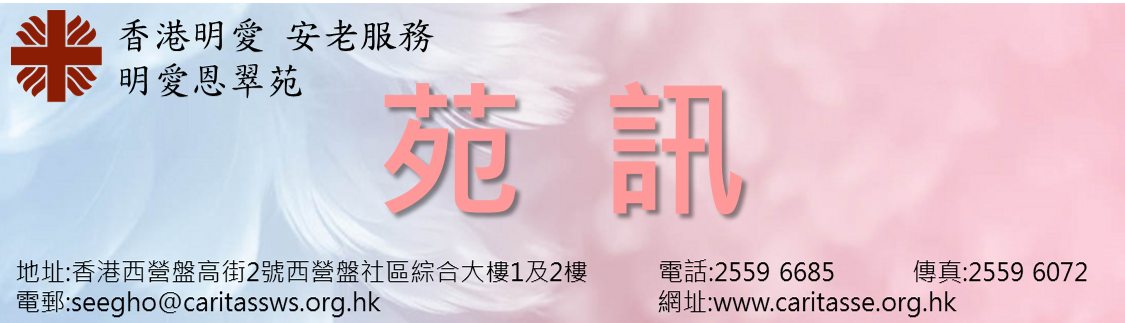 香港明愛 安老服務
明愛恩翠苑
苑 訊
地址:香港西營盤高街2號西營盤社區綜合大樓1及2樓 電話:2559 6685 傳真:2559 6072
電郵:seegho@caritassws.org.hk 網址:www.caritasse.org.hk